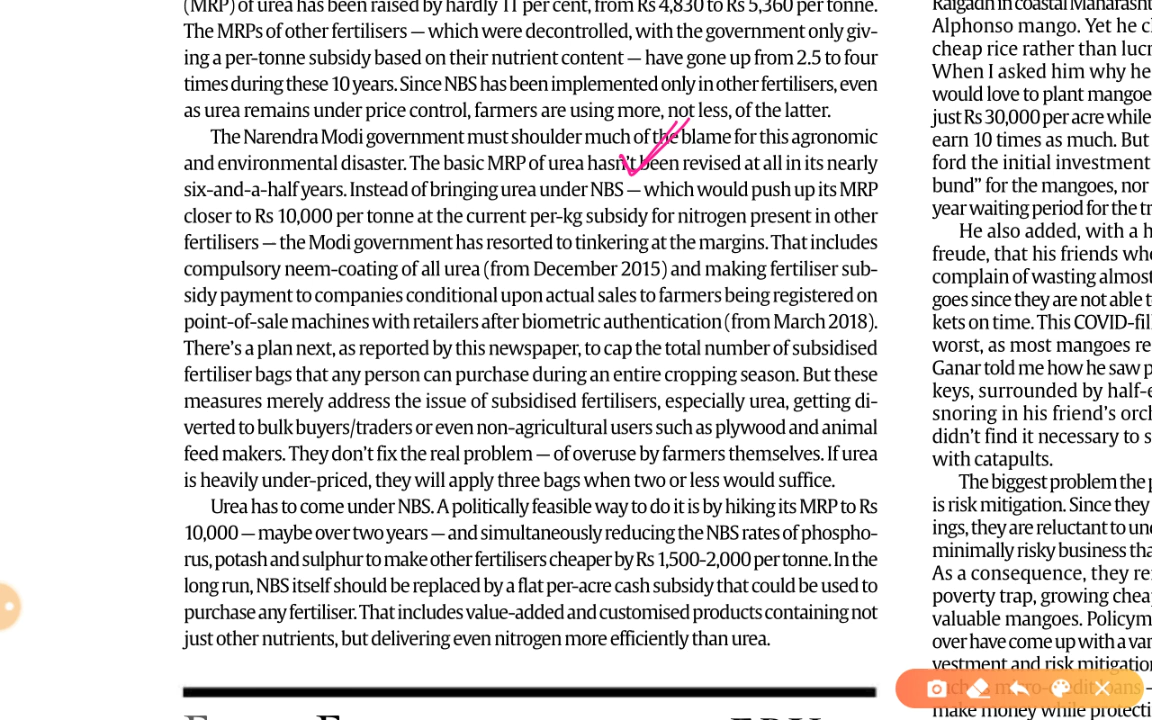 (MRP) of urea has been raised by hardly 11 per cent, from Rs 4,830 to Rs 5,360 per tonne.
The MRPs of other fertilisers — which were decontrolled, with the government only giv-
ing a per-tonne subsidy based on their nutrient content — have gone up from 2.5 to four
times during these 10 years. Since NBS has been implemented only in other fertilisers, even
as urea remains under price control, farmers are using more, not less, of the latter.
The Narendra Modi government must shoulder much of the blame for this agronomic
and environmental disaster. The basic MRP of urea hasn't been revised at all in its nearly
six-and-a-half years. Instead of bringing urea under NBS — which would push up its MRP
closer to Rs 10,000 per tonne at the current per-kg subsidy for nitrogen present in other
fertilisers — the Modi government has resorted to tinkering at the margins. That includes
compulsory neem-coating of all urea (from December 2015) and making fertiliser sub-
sidy payment to companies conditional upon actual sales to farmers being registered on
point-of-sale machines with retailers after biometric authentication (from March 2018).
There's a plan next, as reported by this newspaper, to cap the total number of subsidised
fertiliser bags that any person can purchase during an entire cropping season. But these
measures merely address the issue of subsidised fertilisers, especially urea, getting di-
verted to bulk buyers/traders or even non-agricultural users such as plywood and animal
feed makers. They don't fix the real problem — of overuse by farmers themselves. If urea
is heavily under-priced, they will apply three bags when two or less would suffice.
Urea has to come under NBS. A politically feasible way to do it is by hiking its MRP to Rs
10,000 — maybe over two years — and simultaneously reducing the NBS rates of phospho-
rus, potash and sulphur to make other fertilisers cheaper by Rs 1,500-2,000 per tonne. In the
long run, NBS itself should be replaced by a flat per-acre cash subsidy that could be used to
purchase any fertiliser. That includes value-added and customised products containing not
just other nutrients, but delivering even nitrogen more efficiently than urea.
Raigadh in coastal
Alphonso mango. Yet he
cheap rice rather than
When I asked him why he
would love to plant
just Rs 30,000 per acre while
earn 10 times as much. But
ford the initial investment
bund" for the mangoes, nor
year waiting period for the
He also added, with a
freude, that his friends
complain of wasting almost
goes since they are not able
kets on time. This
worst, as most mangoes
Ganar told me how he saw
keys, surrounded by
snoring in his friend's
didn't find it necessary to
with catapults.
The biggest problem the
is risk mitigation. Since they
ings, they are reluctant to
minimally risky business
As a consequence, they
poverty trap, growing
valuable mangoes.
over have come up with a
vestment and risk
such as micro-credit loans —
make money while